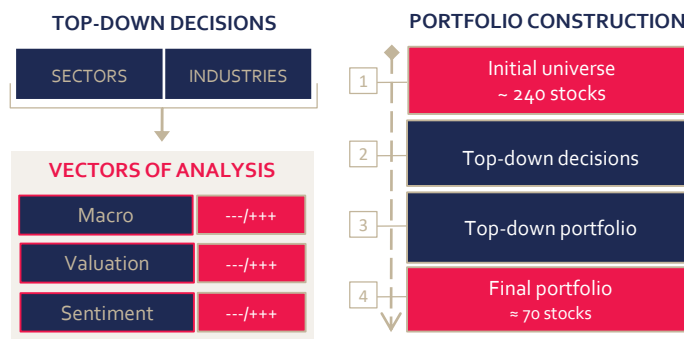 TOP-DOWN DECISIONS
SECTORS
INDUSTRIES
VECTORS OF ANALYSIS
Macro
---/+++
Valuation
---/+++
Sentiment
---/+++
PORTFOLIO CONSTRUCTION
1
Initial universe
~ 240 stocks
2
Top-down decisions
3
Top-down portfolio
4
Final portfolio
≈ 70 stocks